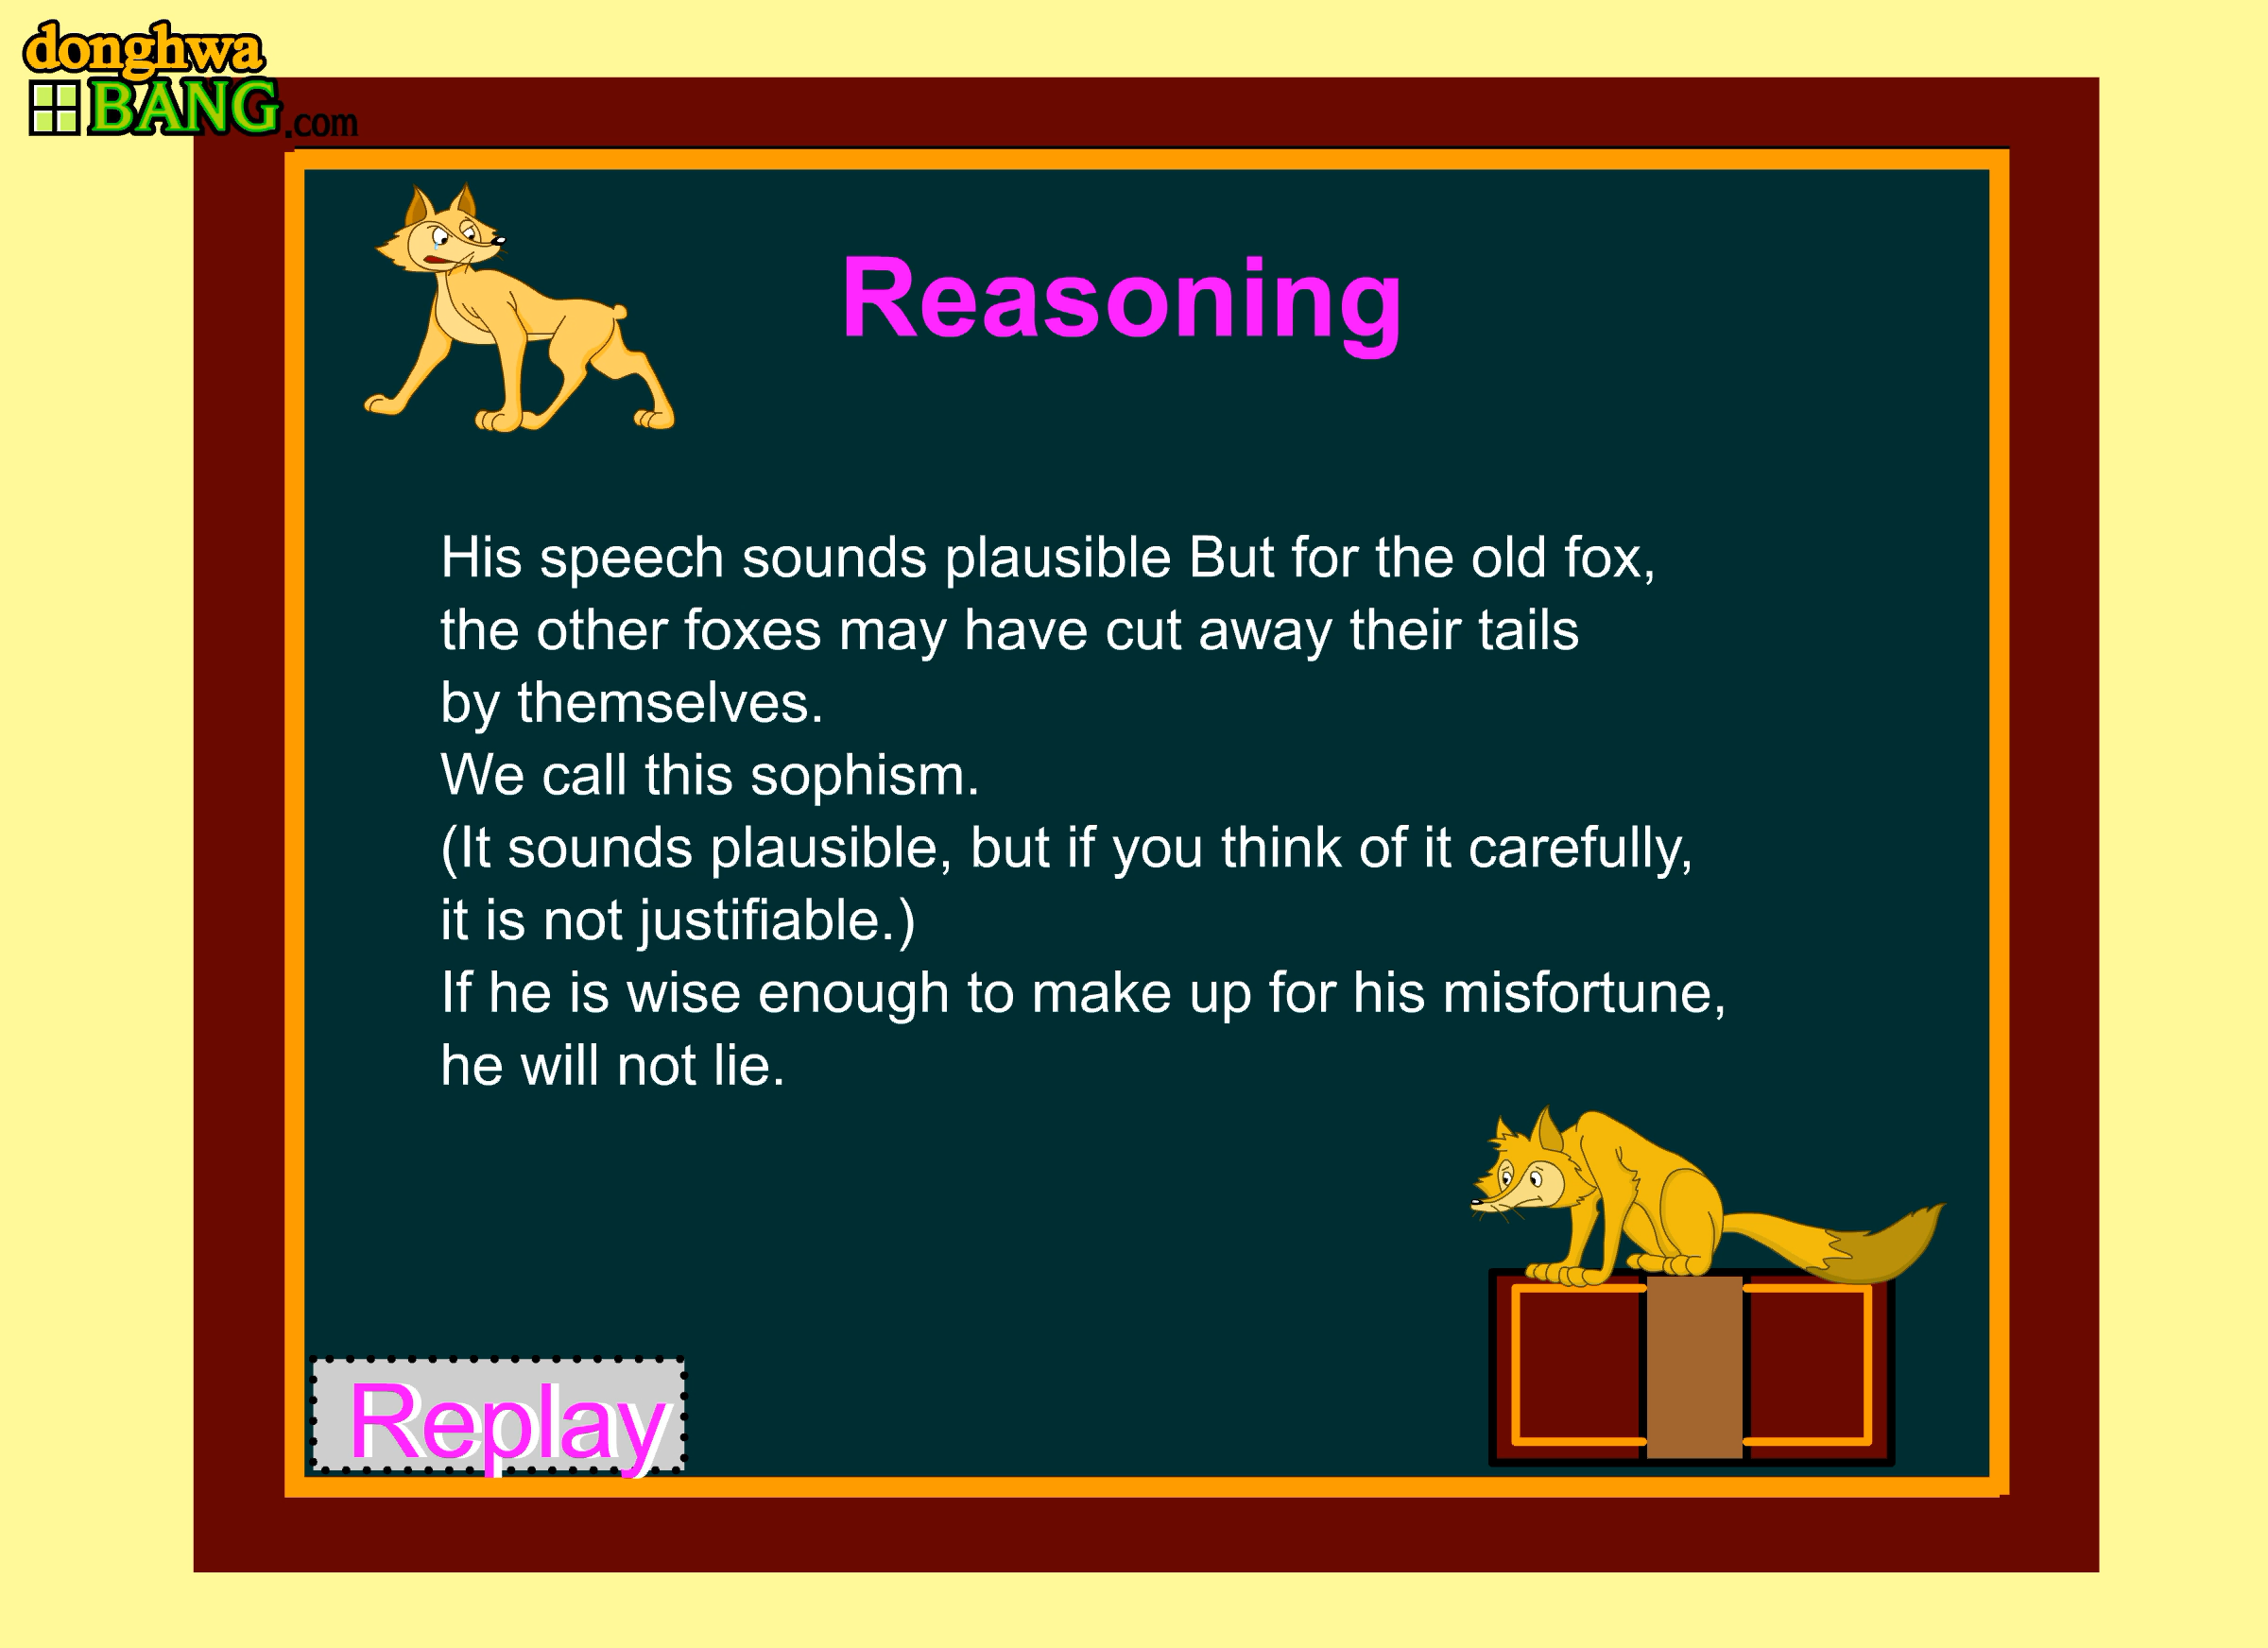 donghwa
BANG.com
Reasoning
His speech sounds plausible But for the old fox,
the other foxes may have cut away their tails
by themselves.
We call this sophism.
(It sounds plausible, but if you think of it carefully,
it is not justifiable.)
If he is wise enough to make up for his misfortune,
he will not lie.
Replay